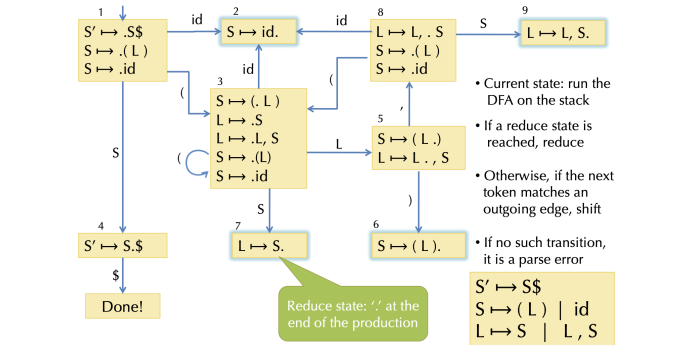 1
S′ ↦ .S$
S ↦ .( L )
S ↦ .id
id
2
S ↦ id.
id
8
L ↦ L, . S
S ↦ .( L )
S ↦ .id
S
9
L ↦ L, S.
(
id
(
3
S ↦ (. L )
L ↦ .S
L ↦ .L, S
S ↦ .(L)
S ↦ .id
(
L
,
5
S ↦ ( L .)
L ↦ L . , S
S
S
)
4
S′ ↦ S.$
7
L ↦ S.
6
S ↦ ( L ).
$
Done!
Reduce state: ‘.’ at the
end of the production
• Current state: run the
DFA on the stack
• If a reduce state is
reached, reduce
• Otherwise, if the next
token matches an
outgoing edge, shift
• If no such transition,
it is a parse error
S′ ↦ S$
S ↦ ( L ) | id
L ↦ S | L , S